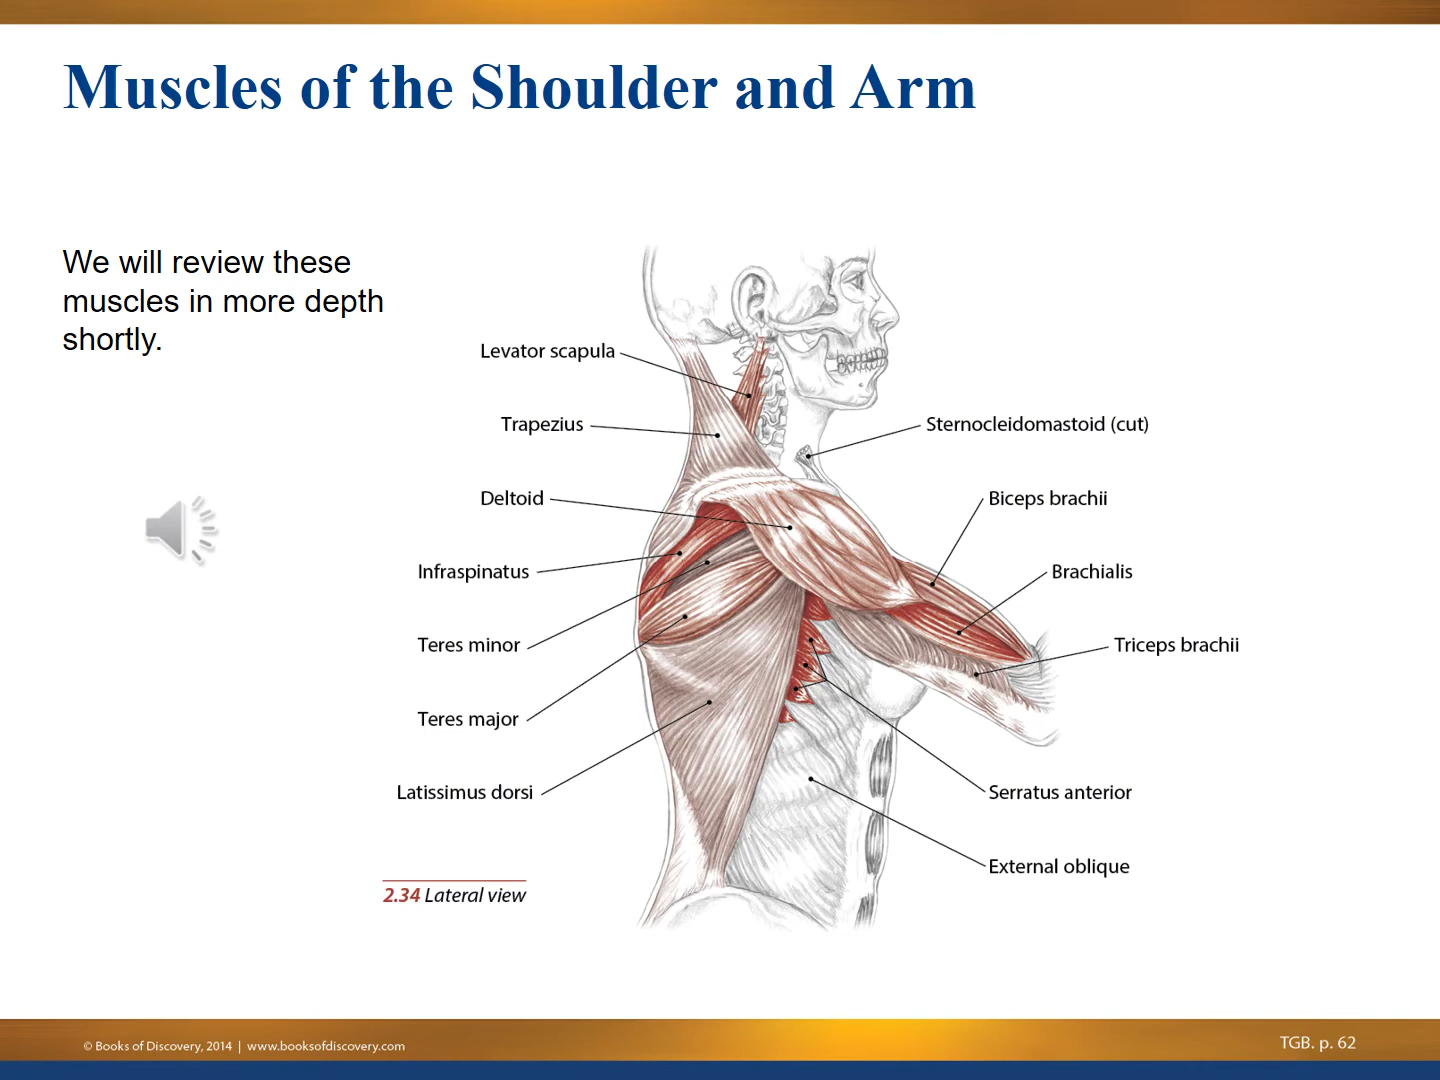 Muscles of the Shoulder and Arm
We will review these
muscles in more depth
shortly.
Levator scapula
Trapezius
Deltoid
Infraspinatus
Teres minor
Teres major
Latissimus dorsi
Sternocleidomastoid (cut)
Biceps brachii
Brachialis
Triceps brachii
Serratus anterior
External oblique
2.34 Lateral view
© Books of Discovery, 2014 | www.booksofdiscovery.com
TGB. p. 62